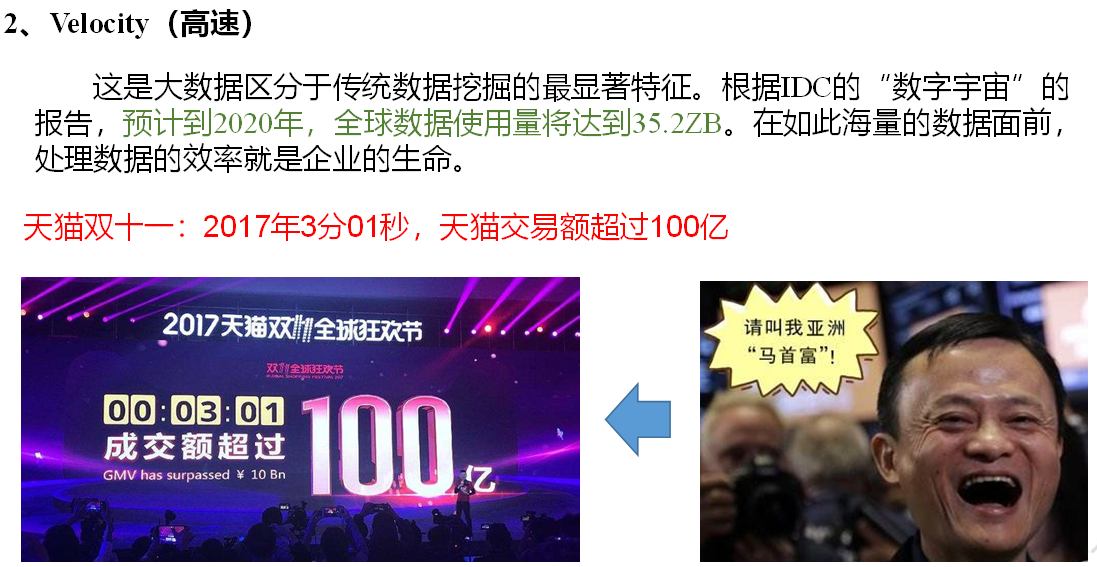 2、Velocity（高速）
这是大数据区分于传统数据挖掘的最显著特征。根据IDC的“数字宇宙”的
报告，预计到2020年，全球数据使用量将达到35.2ZB。在如此海量的数据面前，
处理数据的效率就是企业的生命。
天猫双十一：2017年3分01秒，天猫交易额超过100亿
2017天猫双11全球狂欢节
双11全球狂欢节
GLOBAL SHOPPING FESTIVAL 2017
00:03:01
成交额超过
GMV has surpassed ¥ 10 Bn
100亿
请叫我亚洲
“马首富”！